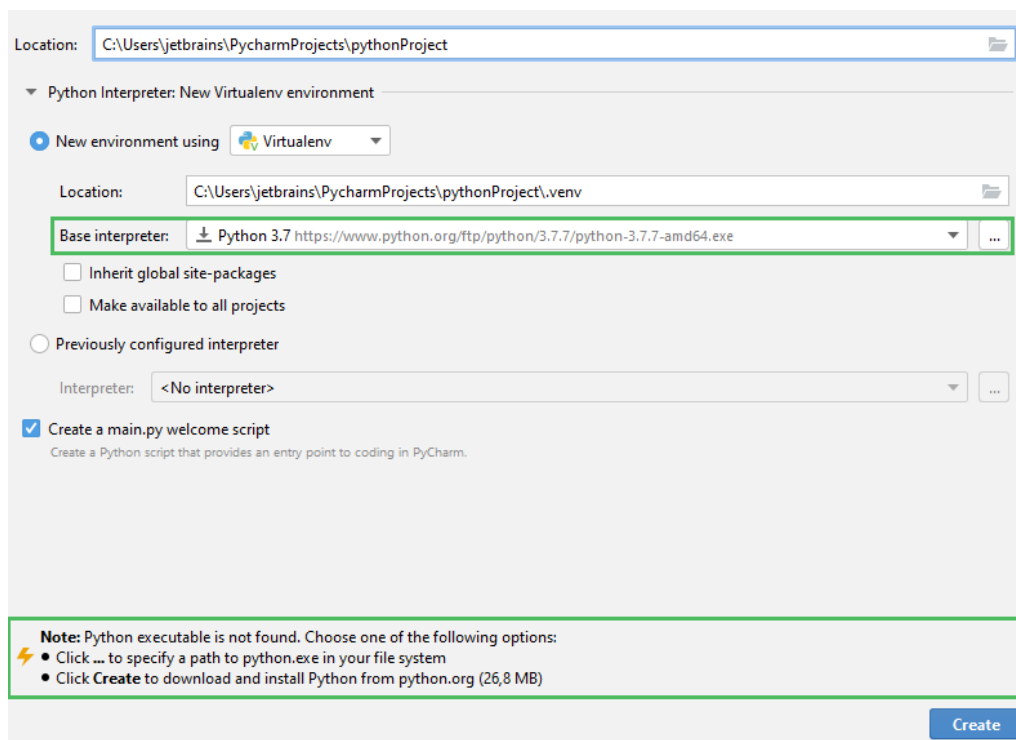 Location: C:\Users\jetbrains\PycharmProjects\pythonProject
Python Interpreter: New Virtualenv environment
New environment using Virtualenv
Location: C:\Users\jetbrains\PycharmProjects\pythonProject\.venv
Base interpreter: Python 3.7 https://www.python.org/ftp/python/3.7.7/python-3.7.7-amd64.exe ...
Inherit global site-packages
Make available to all projects
Previously configured interpreter
Interpreter: <No interpreter> ...
Create a main.py welcome script
Create a Python script that provides an entry point to coding in PyCharm.
Note: Python executable is not found. Choose one of the following options:
• Click ... to specify a path to python.exe in your file system
• Click Create to download and install Python from python.org (26,8 MB)
Create